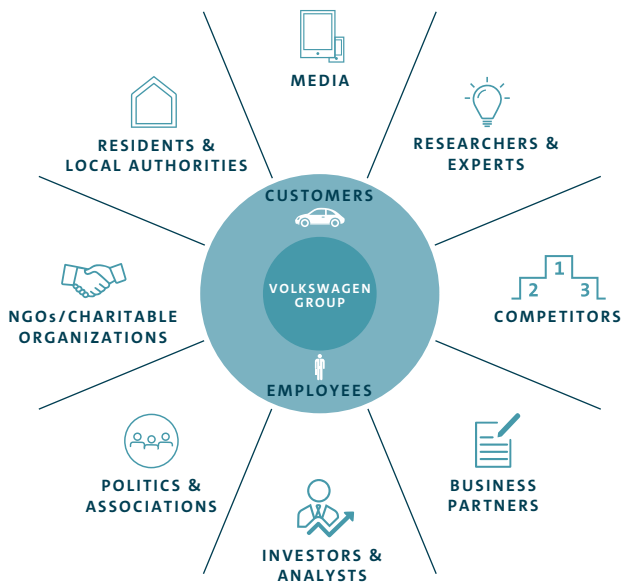 MEDIA
RESIDENTS &
LOCAL AUTHORITIES
RESEARCHERS &
EXPERTS
CUSTOMERS
VOLKSWAGEN
GROUP
EMPLOYEES
NGOs/CHARITABLE
ORGANIZATIONS
1
2
3
COMPETITORS
POLITICS &
ASSOCIATIONS
BUSINESS
PARTNERS
INVESTORS &
ANALYSTS